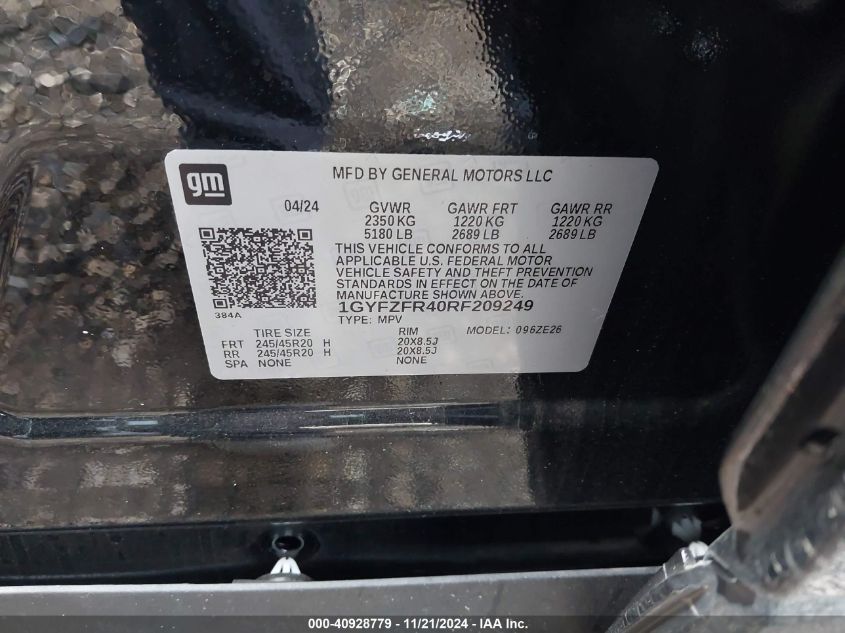 gm
MFD BY GENERAL MOTORS LLC
04/24 GVWR GAWR FRT GAWR RR
2350 KG 1220 KG 1220 KG
5180 LB 2689 LB 2689 LB
THIS VEHICLE CONFORMS TO ALL
APPLICABLE U.S. FEDERAL MOTOR
VEHICLE SAFETY AND THEFT PREVENTION
STANDARDS IN EFFECT ON THE DATE OF
MANUFACTURE SHOWN ABOVE.
384A 1GYFZFR40RF209249
TYPE: MPV MODEL: 096ZE26
TIRE SIZE RIM
FRT 245/45R20 H 20X8.5J
RR 245/45R20 H 20X8.5J
SPA NONE NONE
000-40928779 — 11/21/2024 — IAA Inc.